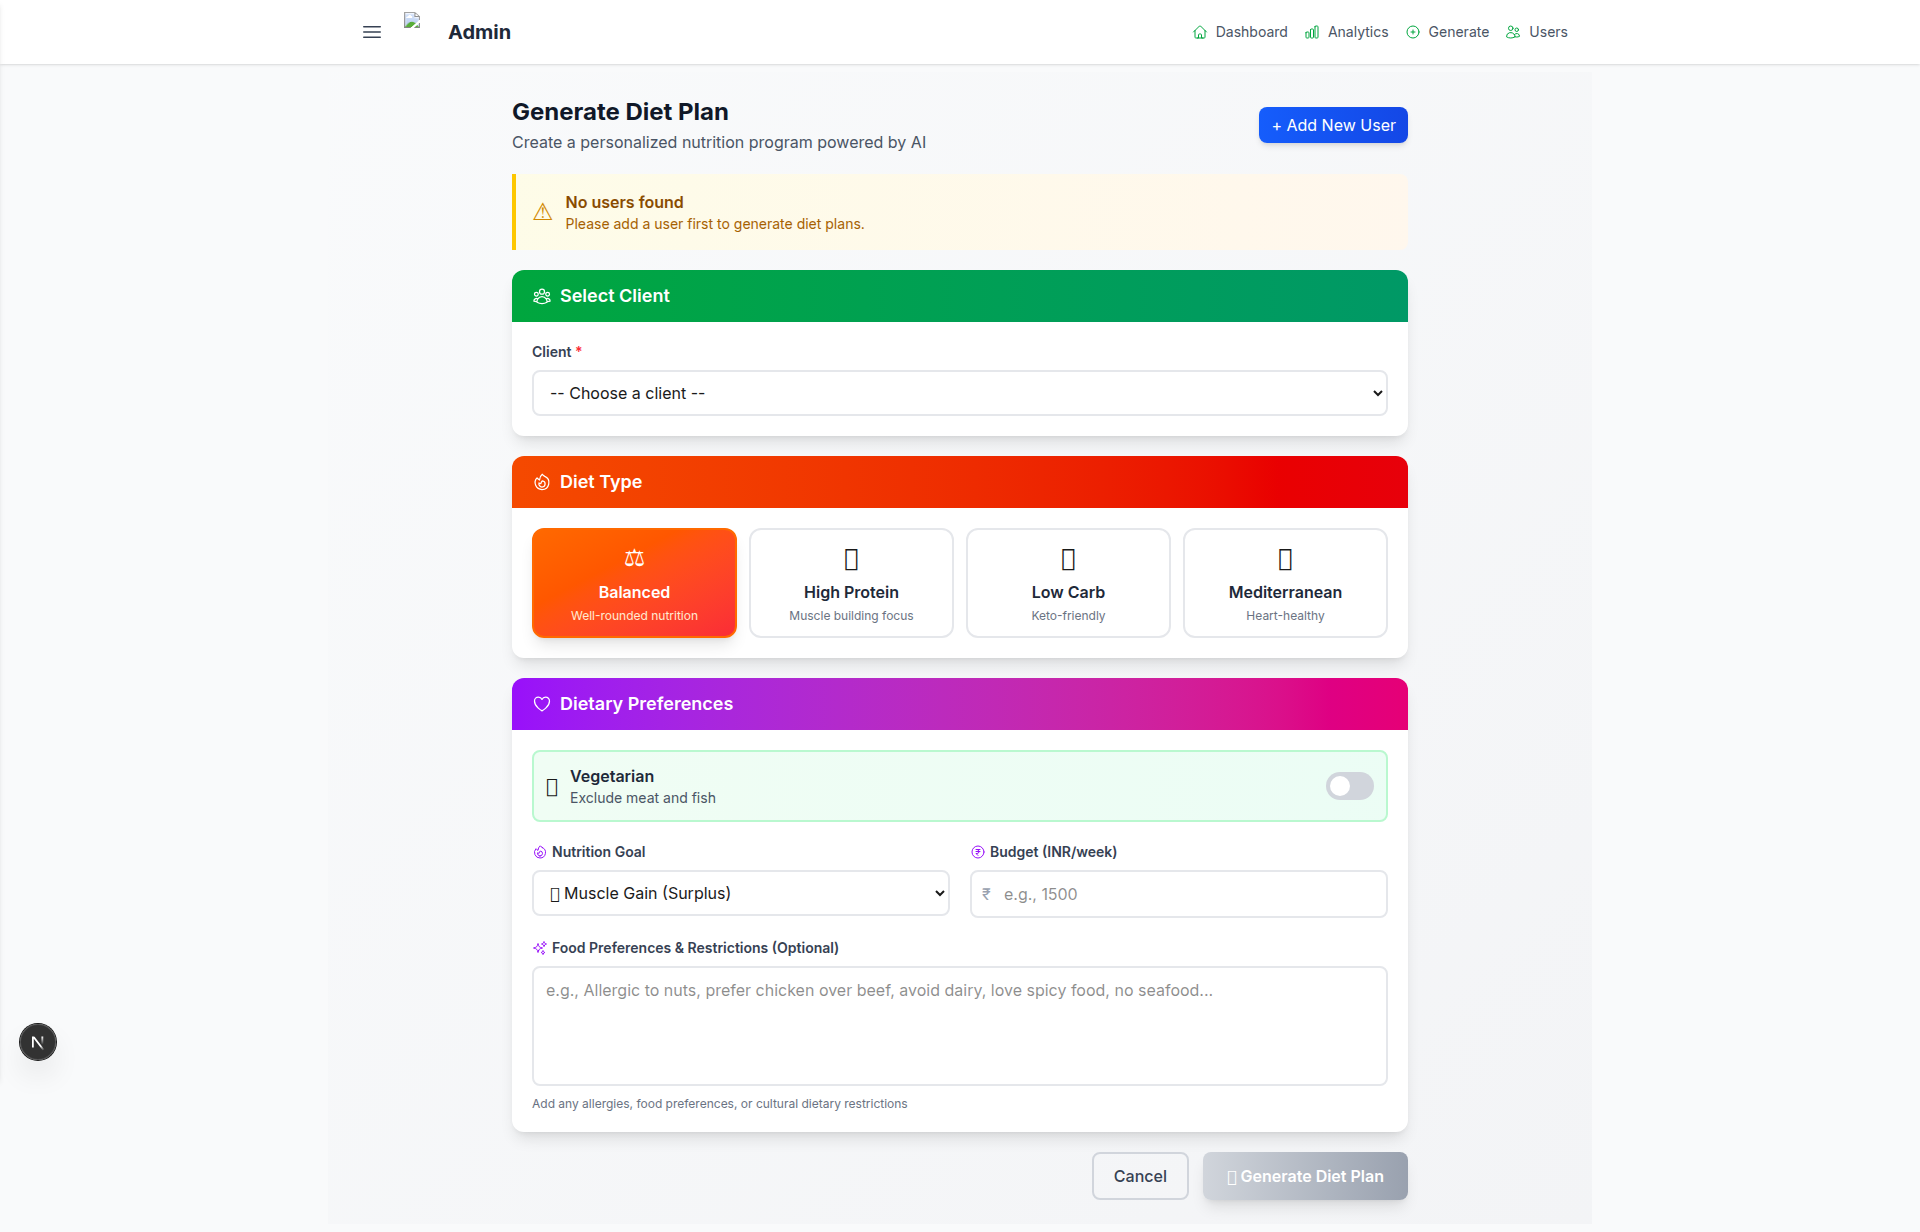 Admin
Dashboard
Analytics
Generate
Users
Generate Diet Plan
Create a personalized nutrition program powered by AI
+ Add New User
⚠ No users found
Please add a user first to generate diet plans.
Select Client
Client *
-- Choose a client --
Diet Type
Balanced
Well-rounded nutrition
High Protein
Muscle building focus
Low Carb
Keto-friendly
Mediterranean
Heart-healthy
Dietary Preferences
Vegetarian
Exclude meat and fish
Nutrition Goal
Muscle Gain (Surplus)
Budget (INR/week)
₹ e.g., 1500
Food Preferences & Restrictions (Optional)
e.g., Allergic to nuts, prefer chicken over beef, avoid dairy, love spicy food, no seafood...
Add any allergies, food preferences, or cultural dietary restrictions
N
Cancel
Generate Diet Plan